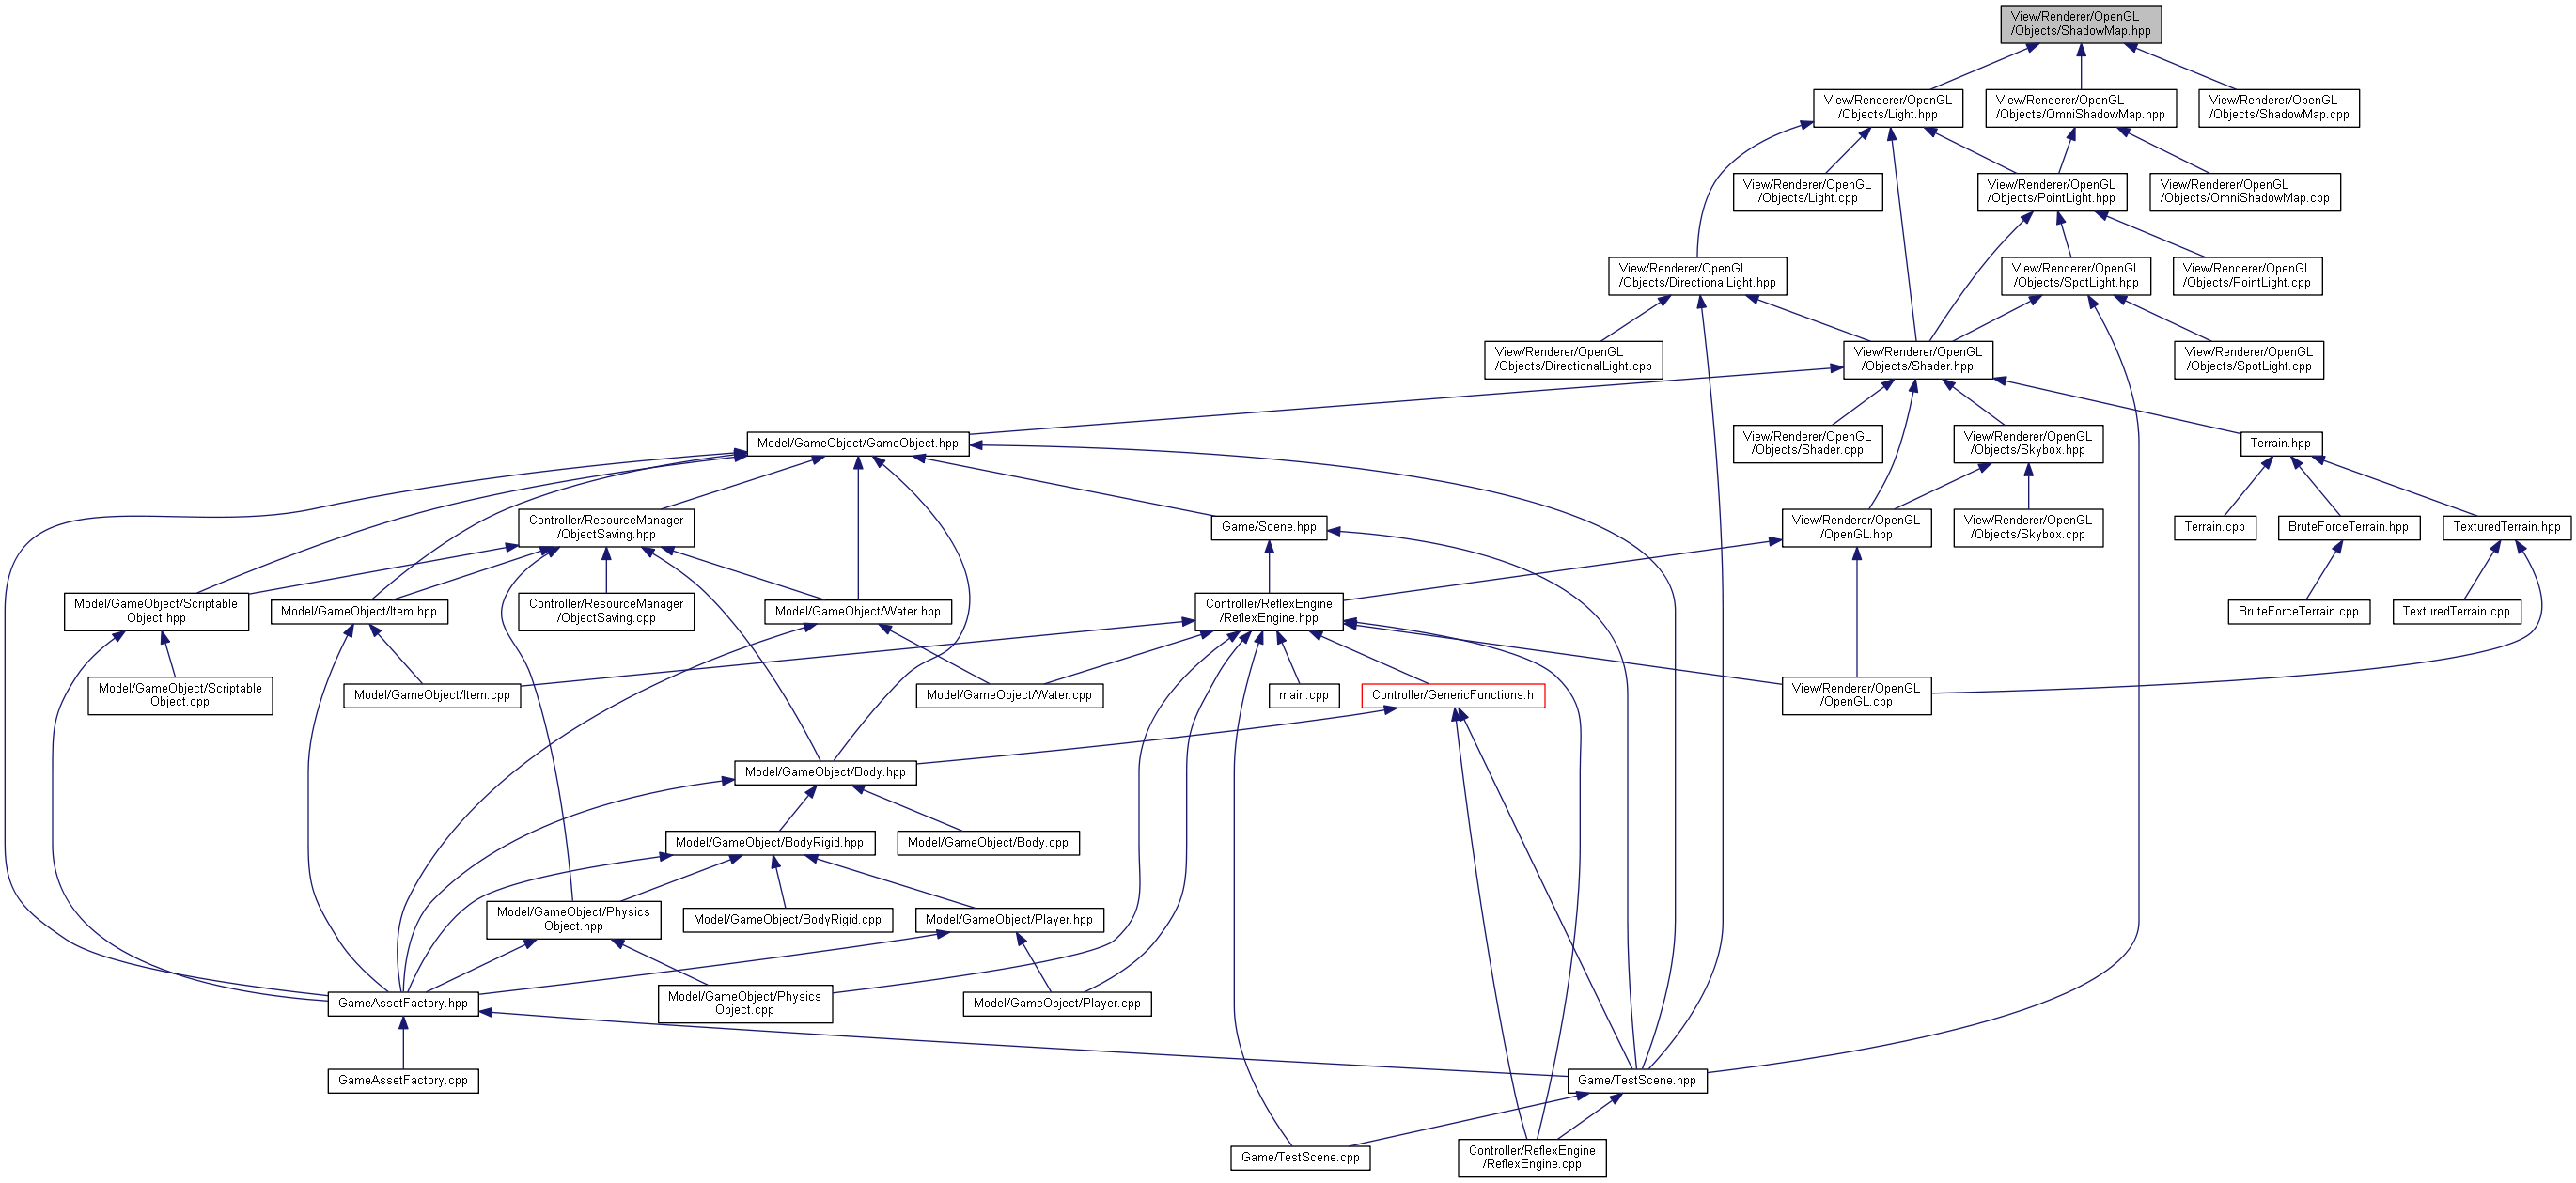 View/Renderer/OpenGL
/Objects/ShadowMap.hpp
View/Renderer/OpenGL
/Objects/Light.hpp
View/Renderer/OpenGL
/Objects/OmniShadowMap.hpp
View/Renderer/OpenGL
/Objects/ShadowMap.cpp
View/Renderer/OpenGL
/Objects/Light.cpp
View/Renderer/OpenGL
/Objects/PointLight.hpp
View/Renderer/OpenGL
/Objects/OmniShadowMap.cpp
View/Renderer/OpenGL
/Objects/DirectionalLight.hpp
View/Renderer/OpenGL
/Objects/SpotLight.hpp
View/Renderer/OpenGL
/Objects/PointLight.cpp
View/Renderer/OpenGL
/Objects/DirectionalLight.cpp
View/Renderer/OpenGL
/Objects/Shader.hpp
View/Renderer/OpenGL
/Objects/SpotLight.cpp
Model/GameObject/GameObject.hpp
View/Renderer/OpenGL
/Objects/Shader.cpp
View/Renderer/OpenGL
/Objects/Skybox.hpp
Terrain.hpp
Controller/ResourceManager
/ObjectSaving.hpp
Game/Scene.hpp
View/Renderer/OpenGL
/OpenGL.hpp
View/Renderer/OpenGL
/Objects/Skybox.cpp
Terrain.cpp
BruteForceTerrain.hpp
TexturedTerrain.hpp
Model/GameObject/Scriptable
Object.hpp
Model/GameObject/Item.hpp
Controller/ResourceManager
/ObjectSaving.cpp
Model/GameObject/Water.hpp
Controller/ReflexEngine
/ReflexEngine.hpp
BruteForceTerrain.cpp
TexturedTerrain.cpp
Model/GameObject/Scriptable
Object.cpp
Model/GameObject/Item.cpp
Model/GameObject/Water.cpp
main.cpp
Controller/GenericFunctions.h
View/Renderer/OpenGL
/OpenGL.cpp
Model/GameObject/Body.hpp
Model/GameObject/BodyRigid.hpp
Model/GameObject/Body.cpp
Model/GameObject/Physics
Object.hpp
Model/GameObject/BodyRigid.cpp
Model/GameObject/Player.hpp
GameAssetFactory.hpp
Model/GameObject/Physics
Object.cpp
Model/GameObject/Player.cpp
GameAssetFactory.cpp
Game/TestScene.hpp
Game/TestScene.cpp
Controller/ReflexEngine
/ReflexEngine.cpp